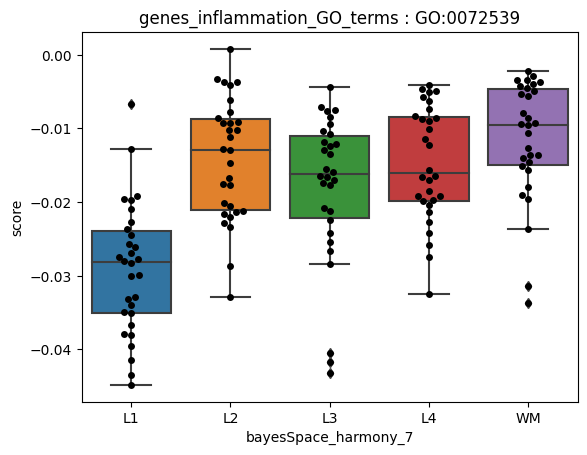 genes_inflammation_GO_terms : GO:0072539
0.00
−0.01
−0.02
−0.03
−0.04
score
L1 L2 L3 L4 WM
bayesSpace_harmony_7